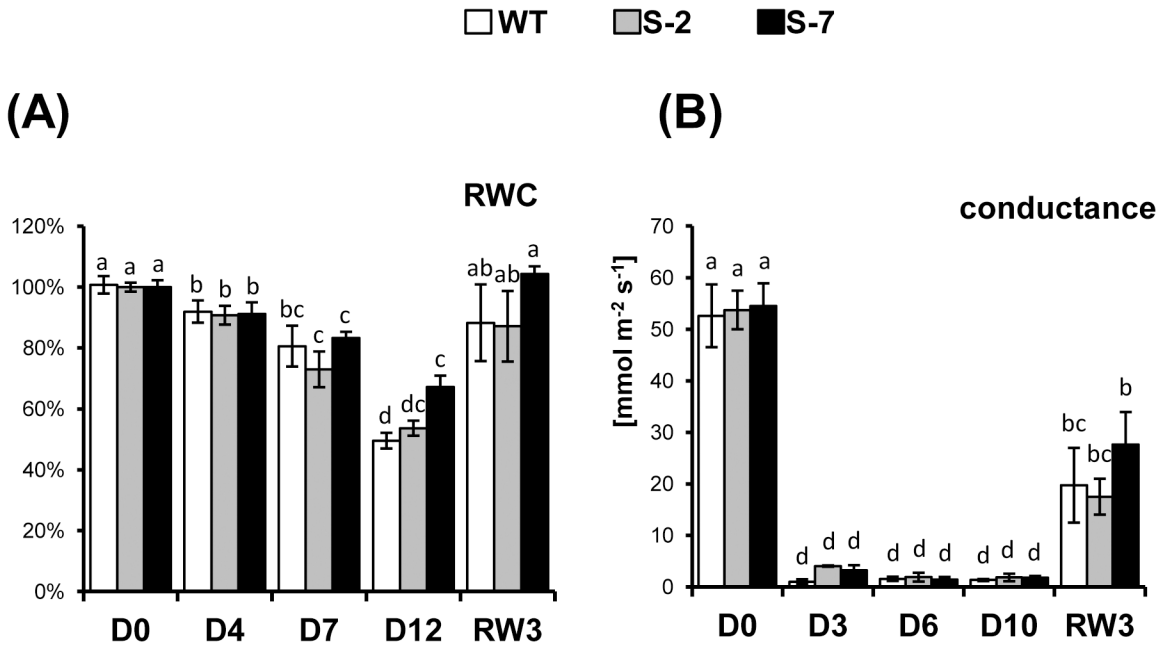 WT S-2 S-7
(A) (B)
RWC
conductance
120%
100%
80%
60%
40%
20%
0%
a a a
b b b
bc c c
d dc c
ab ab a
D0 D4 D7 D12 RW3
[mmol m-2 s-1]
70
60
50
40
30
20
10
0
a a a
d d d
d d d
d d d
bc bc b
D0 D3 D6 D10 RW3